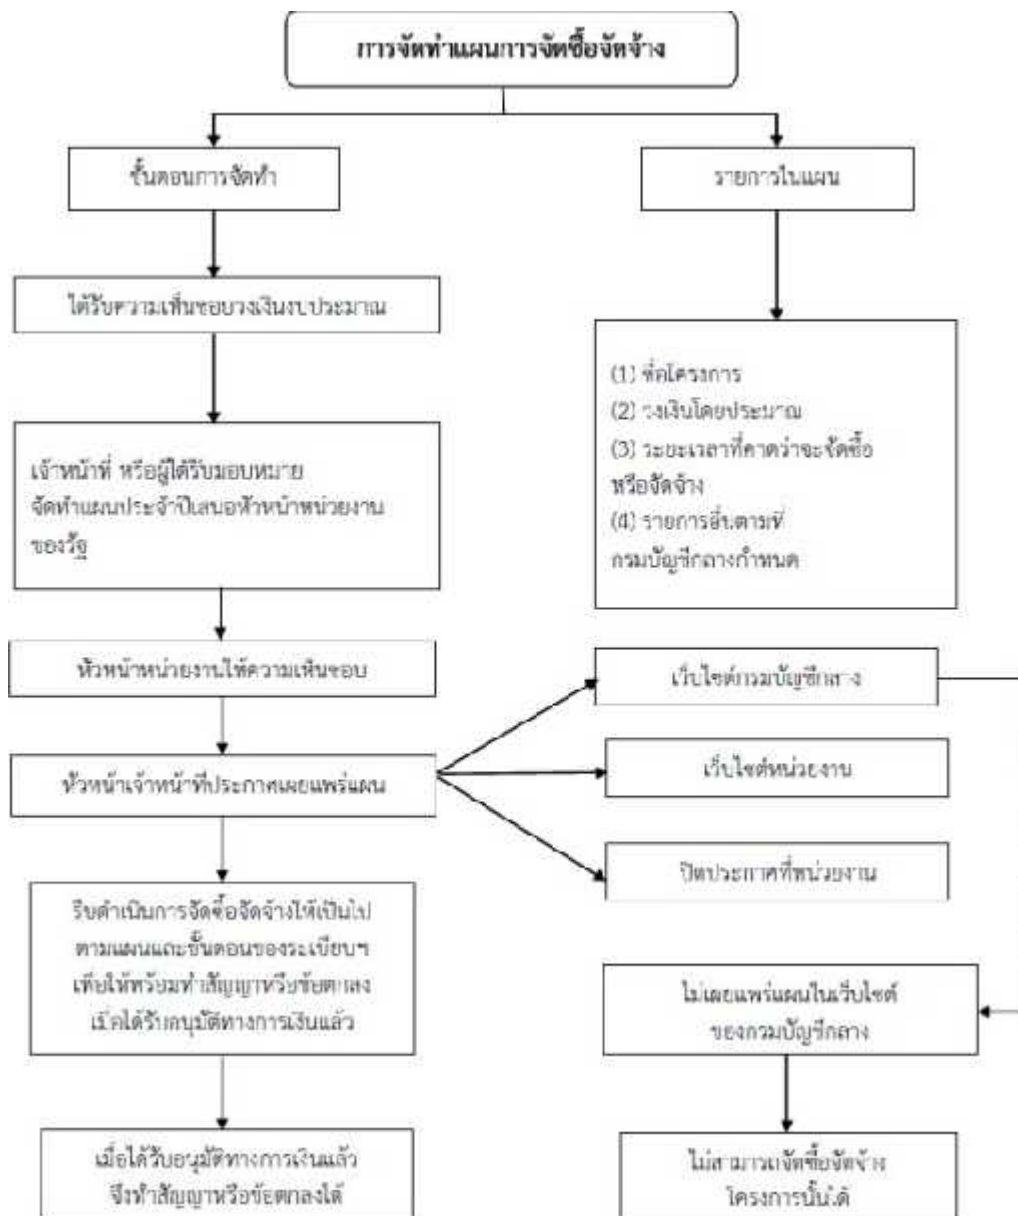 การจัดทำแผนการจัดซื้อจัดจ้าง
ขั้นตอนการจัดทำ
รายการในแผน
ได้รับความเห็นชอบวงเงินงบประมาณ
(1) ชื่อโครงการ
(2) วงเงินโดยประมาณ
(3) ระยะเวลาที่คาดว่าจะจัดซื้อ
หรือจัดจ้าง
(4) รายการอื่นตามที่
กรมบัญชีกลางกำหนด
เจ้าหน้าที่ หรือผู้ได้รับมอบหมาย
จัดทำแผนประจำปีเสนอหัวหน้าหน่วยงาน
ของรัฐ
หัวหน้าหน่วยงานให้ความเห็นชอบ
หัวหน้าเจ้าหน้าที่ประกาศเผยแพร่แผน
เว็บไซต์กรมบัญชีกลาง
เว็บไซต์หน่วยงาน
ปิดประกาศที่หน่วยงาน
รีบดำเนินการจัดซื้อจัดจ้างให้เป็นไป
ตามแผนและขั้นตอนของระเบียบฯ
เพื่อให้พร้อมทำสัญญาหรือข้อตกลง
เมื่อได้รับอนุมัติทางการเงินแล้ว
ไม่เผยแพร่แผนในเว็บไซต์
ของกรมบัญชีกลาง
เมื่อได้รับอนุมัติทางการเงินแล้ว
จึงทำสัญญาหรือข้อตกลงได้
ไม่สามารถจัดซื้อจัดจ้าง
โครงการนั้นได้